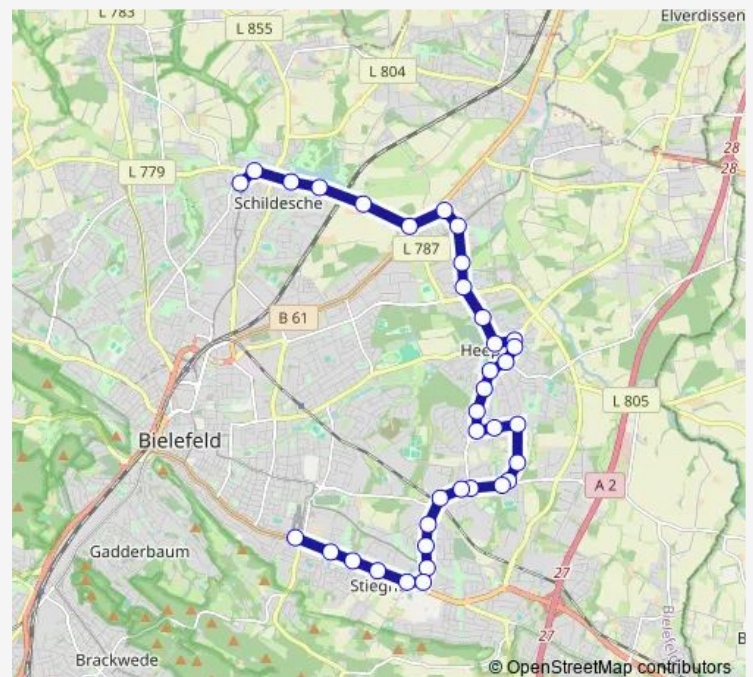 L 783
Elverdissen
L 855
L 804
28
28
L 779
Schildesche
L 787
B 61
L 805
Bielefeld
A 2
Gadderbaum
27
27
Brackwede
© OpenStreetMap contributors